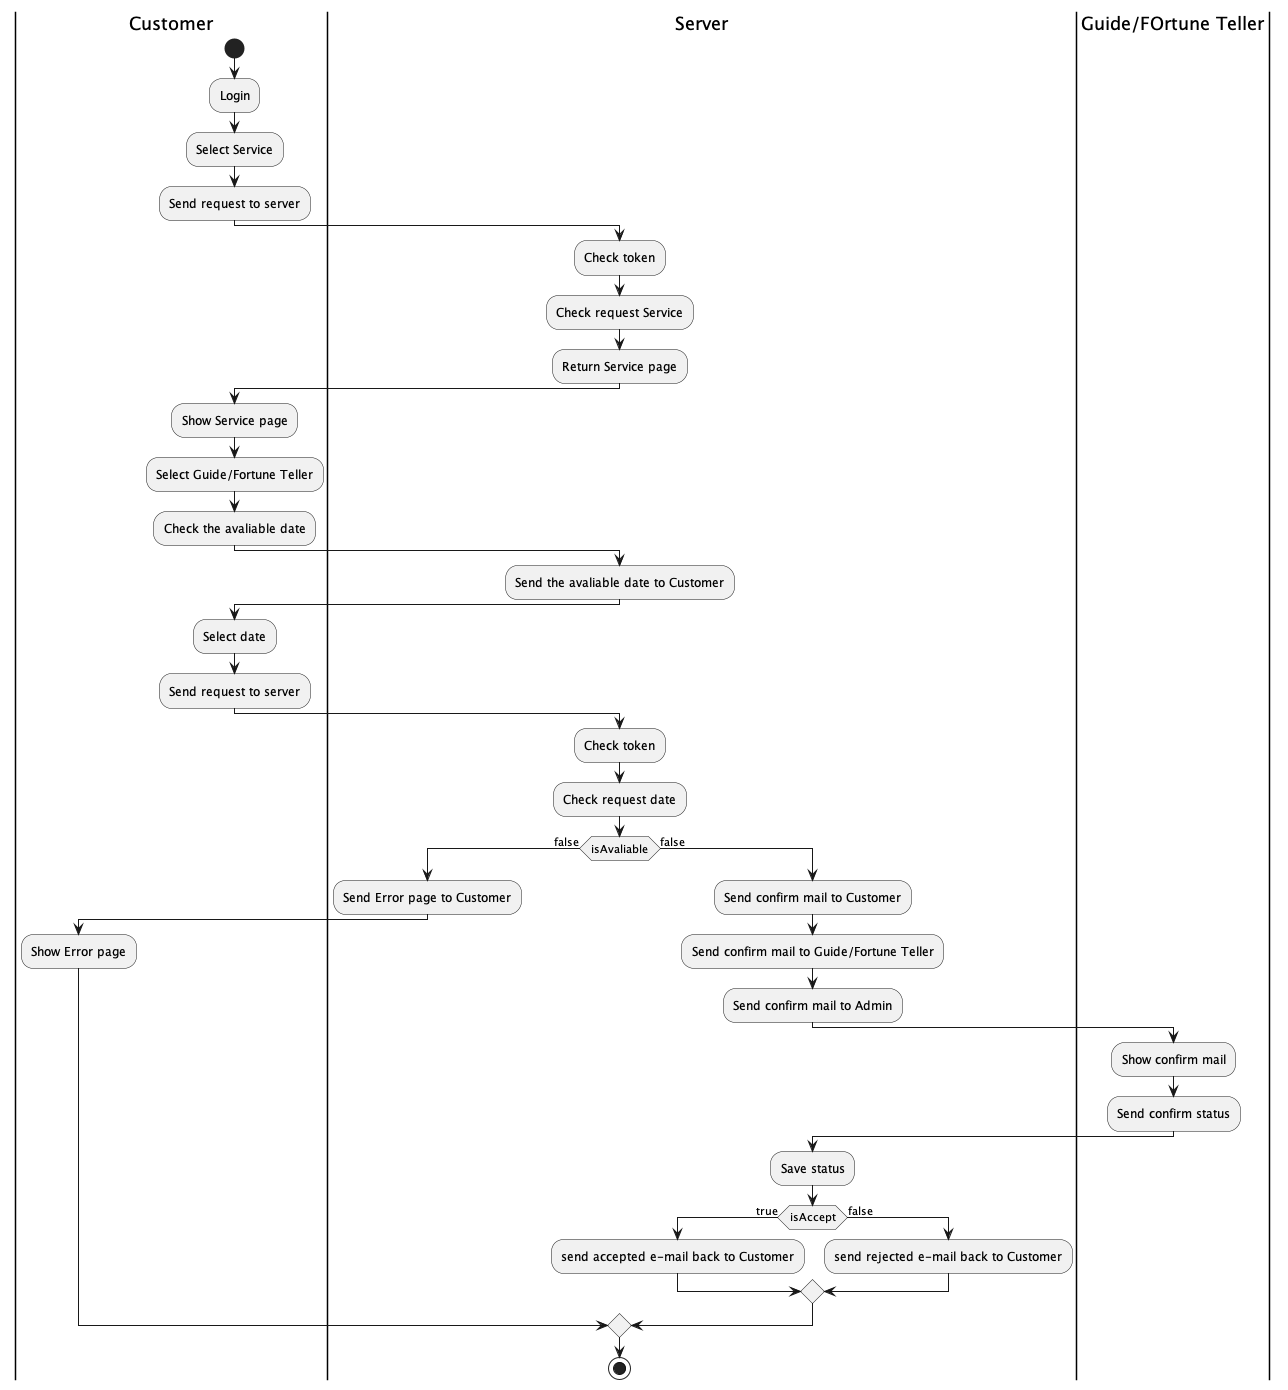 Customer
Server
Guide/FOrtune Teller
Login
Select Service
Send request to server
Check token
Check request Service
Return Service page
Show Service page
Select Guide/Fortune Teller
Check the avaliable date
Send the avaliable date to Customer
Select date
Send request to server
Check token
Check request date
false
isAvaliable
false
Send Error page to Customer
Send confirm mail to Customer
Show Error page
Send confirm mail to Guide/Fortune Teller
Send confirm mail to Admin
Show confirm mail
Send confirm status
Save status
true
isAccept
false
send accepted e-mail back to Customer
send rejected e-mail back to Customer